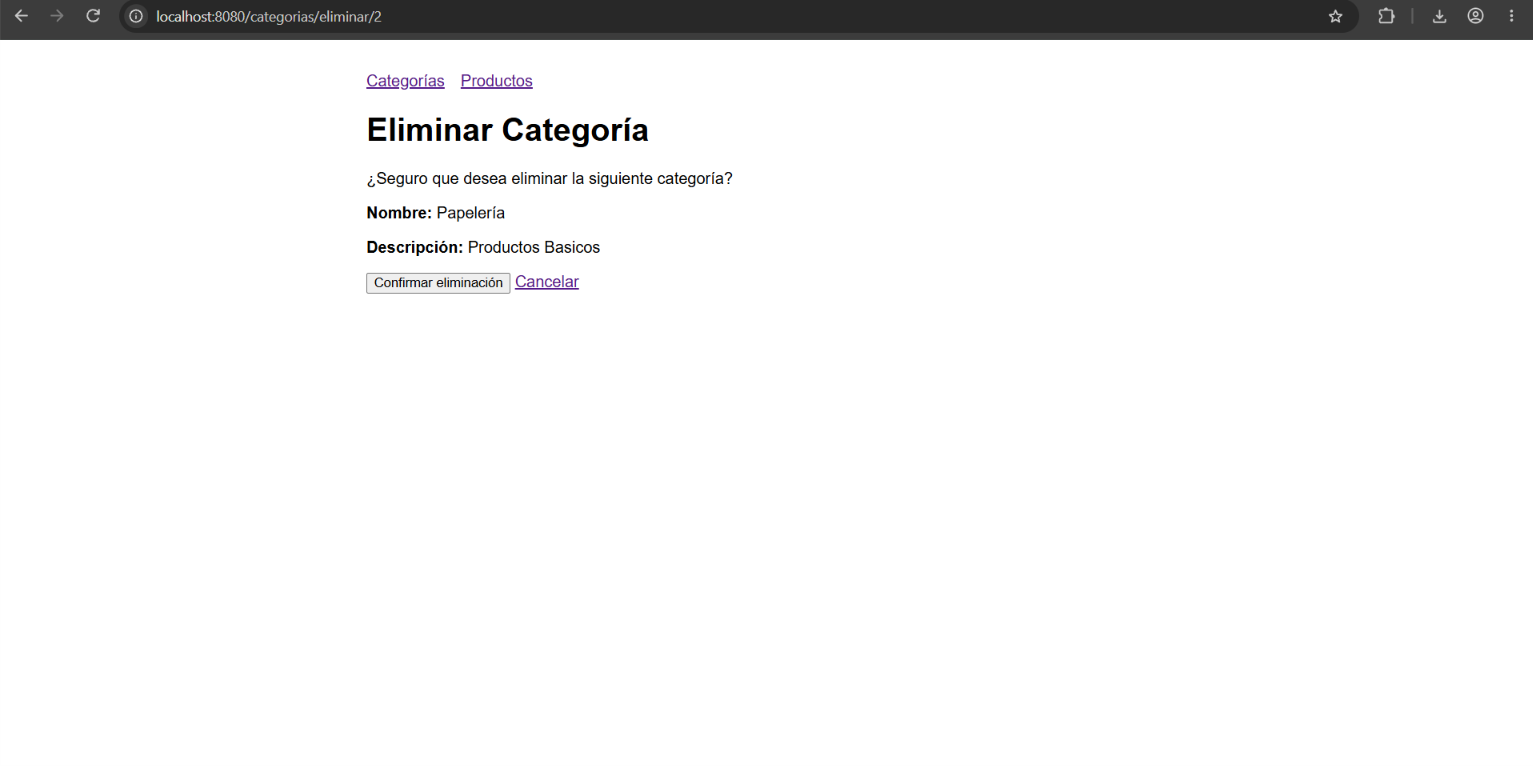 localhost:8080/categorias/eliminar/2
Categorías Productos
Eliminar Categoría
¿Seguro que desea eliminar la siguiente categoría?
Nombre: Papelería
Descripción: Productos Basicos
Confirmar eliminación Cancelar